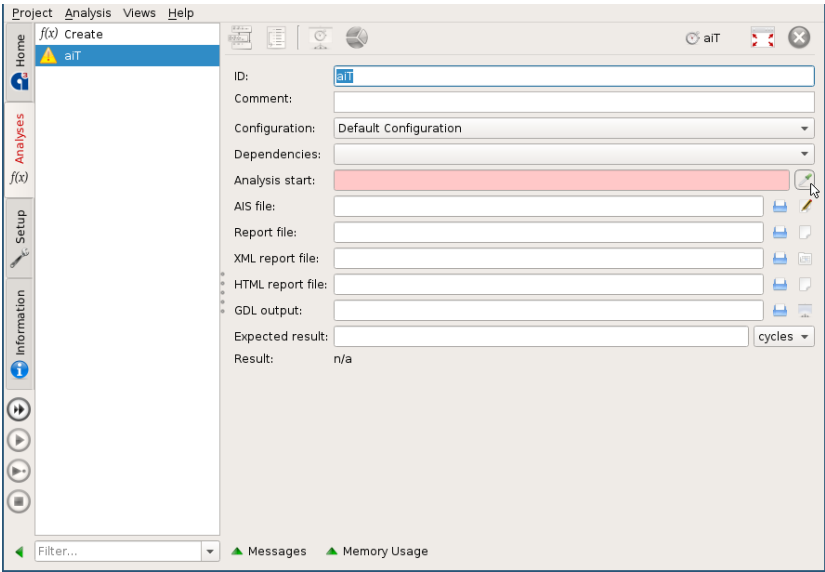 Project Analysis Views Help
Home
Analyses
f(x)
Setup
Information
f(x) Create
aiT
Filter...
aiT
ID: aiT
Comment:
Configuration: Default Configuration
Dependencies:
Analysis start:
AIS file:
Report file:
XML report file:
HTML report file:
GDL output:
Expected result: cycles
Result: n/a
Messages Memory Usage